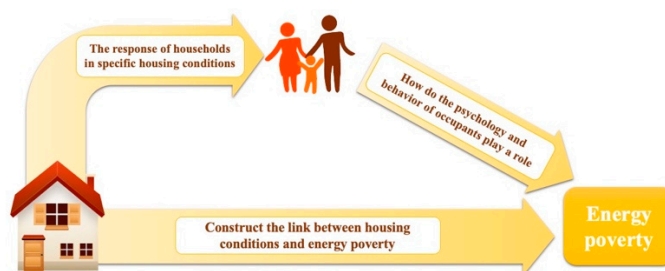 The response of households
in specific housing conditions
How do the psychology and
behavior of occupants play a role
Construct the link between housing
conditions and energy poverty
Energy
poverty